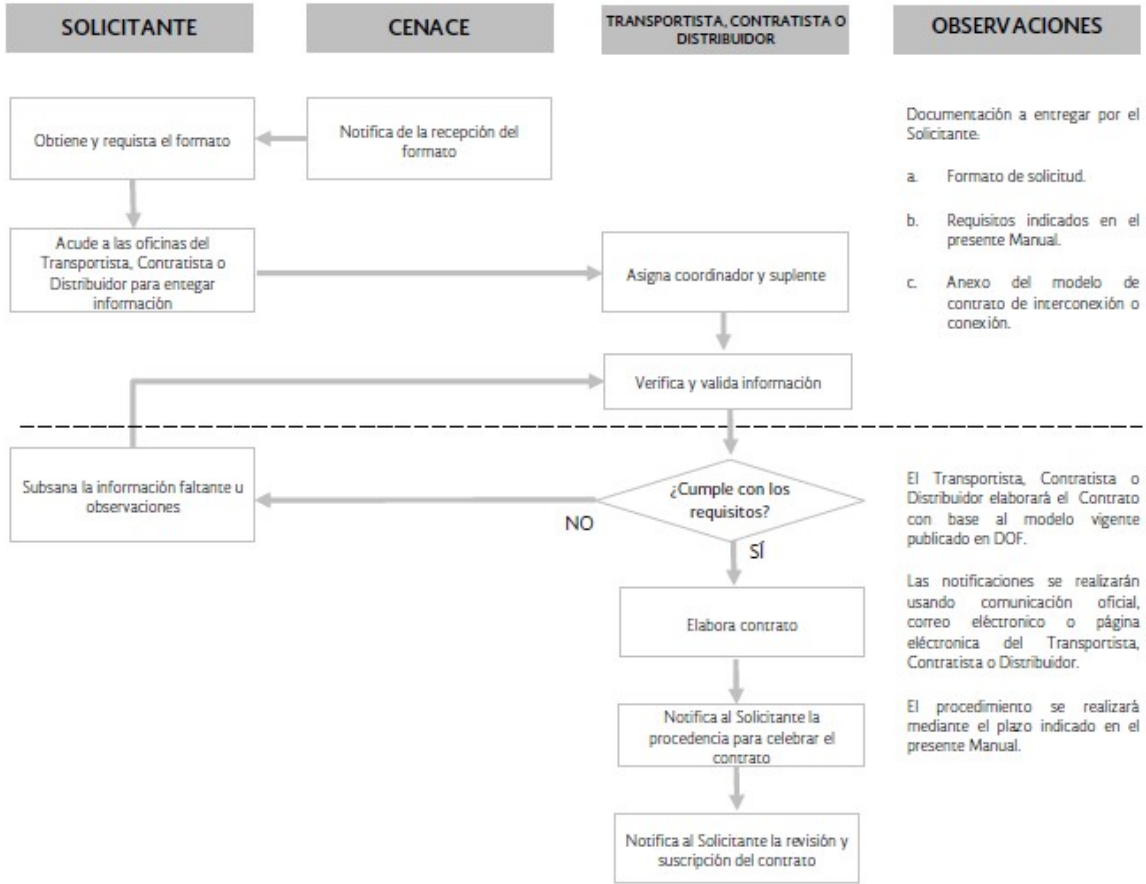 SOLICITANTE
CENACE
TRANSPORTISTA, CONTRATISTA O
DISTRIBUIDOR
OBSERVACIONES
Obtiene y requista el formato
Notifica de la recepción del
formato
Documentación a entregar por el
Solicitante:
a. Formato de solicitud.
b. Requisitos indicados en el
presente Manual.
c. Anexo del modelo de
contrato de interconexión o
conexión.
Acude a las oficinas del
Transportista, Contratista o
Distribuidor para entegar
información
Asigna coordinador y suplente
Verifica y valida información
Subsana la información faltante u
observaciones
¿Cumple con los
requisitos?
NO
SÍ
El Transportista, Contratista o
Distribuidor elaborará el Contrato
con base al modelo vigente
publicado en DOF.
Las notificaciones se realizarán
usando comunicación oficial,
correo eléctronico o página
eléctronica del Transportista,
Contratista o Distribuidor.
El procedimiento se realizará
mediante el plazo indicado en el
presente Manual.
Elabora contrato
Notifica al Solicitante la
procedencia para celebrar el
contrato
Notifica al Solicitante la revisión y
suscripción del contrato